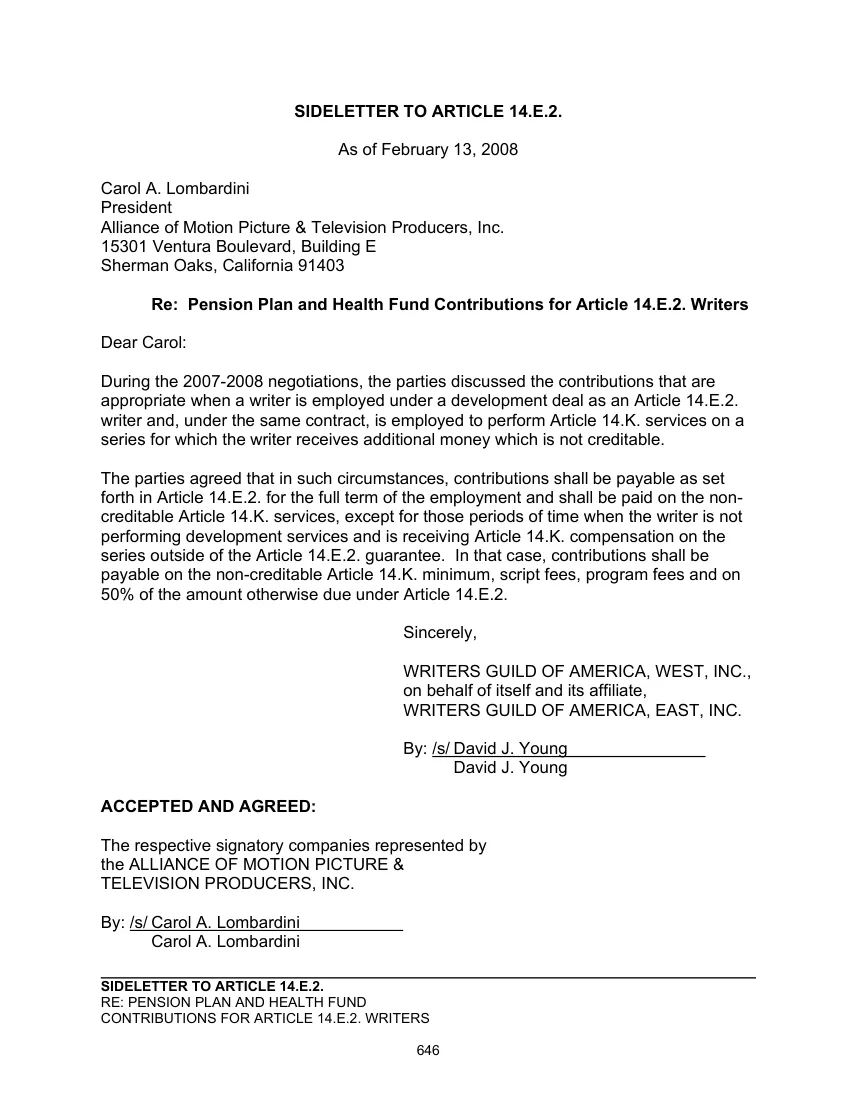 SIDELETTER TO ARTICLE 14.E.2.
As of February 13, 2008
Carol A. Lombardini
President
Alliance of Motion Picture & Television Producers, Inc.
15301 Ventura Boulevard, Building E
Sherman Oaks, California 91403
Re:  Pension Plan and Health Fund Contributions for Article 14.E.2. Writers
Dear Carol:
During the 2007-2008 negotiations, the parties discussed the contributions that are
appropriate when a writer is employed under a development deal as an Article 14.E.2.
writer and, under the same contract, is employed to perform Article 14.K. services on a
series for which the writer receives additional money which is not creditable.
The parties agreed that in such circumstances, contributions shall be payable as set
forth in Article 14.E.2. for the full term of the employment and shall be paid on the non-
creditable Article 14.K. services, except for those periods of time when the writer is not
performing development services and is receiving Article 14.K. compensation on the
series outside of the Article 14.E.2. guarantee.  In that case, contributions shall be
payable on the non-creditable Article 14.K. minimum, script fees, program fees and on
50% of the amount otherwise due under Article 14.E.2.
Sincerely,
WRITERS GUILD OF AMERICA, WEST, INC.,
on behalf of itself and its affiliate,
WRITERS GUILD OF AMERICA, EAST, INC.
By: /s/ David J. Young
David J. Young
ACCEPTED AND AGREED:
The respective signatory companies represented by
the ALLIANCE OF MOTION PICTURE &
TELEVISION PRODUCERS, INC.
By: /s/ Carol A. Lombardini
Carol A. Lombardini
SIDELETTER TO ARTICLE 14.E.2.
RE: PENSION PLAN AND HEALTH FUND
CONTRIBUTIONS FOR ARTICLE 14.E.2. WRITERS
646